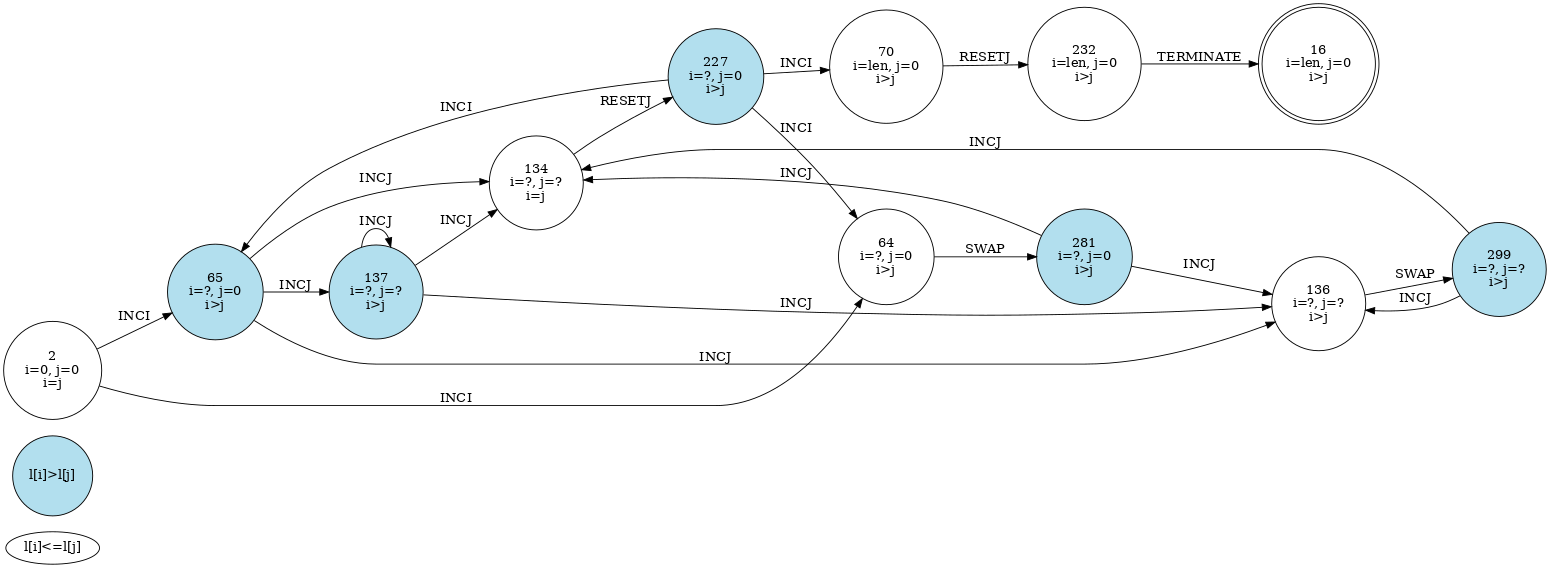 227
i=?, j=0
i>j
INCI
70
i=len, j=0
i>j
RESETJ
232
i=len, j=0
i>j
TERMINATE
16
i=len, j=0
i>j
INCI
RESETJ
INCI
INCJ
134
i=?, j=?
i=j
INCJ
INCJ
INCJ
INCJ
65
i=?, j=0
i>j
INCJ
137
i=?, j=?
i>j
64
i=?, j=0
i>j
SWAP
281
i=?, j=0
i>j
INCJ
INCJ
136
i=?, j=?
i>j
SWAP
INCJ
299
i=?, j=?
i>j
INCI
2
i=0, j=0
i=j
INCJ
INCI
l[i]>l[j]
l[i]<=l[j]